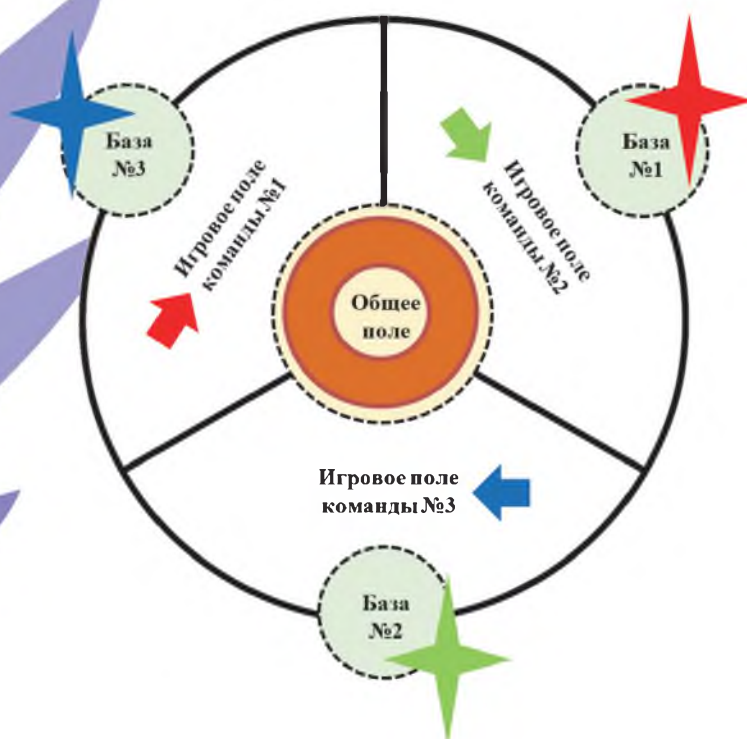 База
№3
База
№1
Игровое поле
команды №1
Игровое поле
команды №2
Общее
поле
Игровое поле
команды №3
База
№2